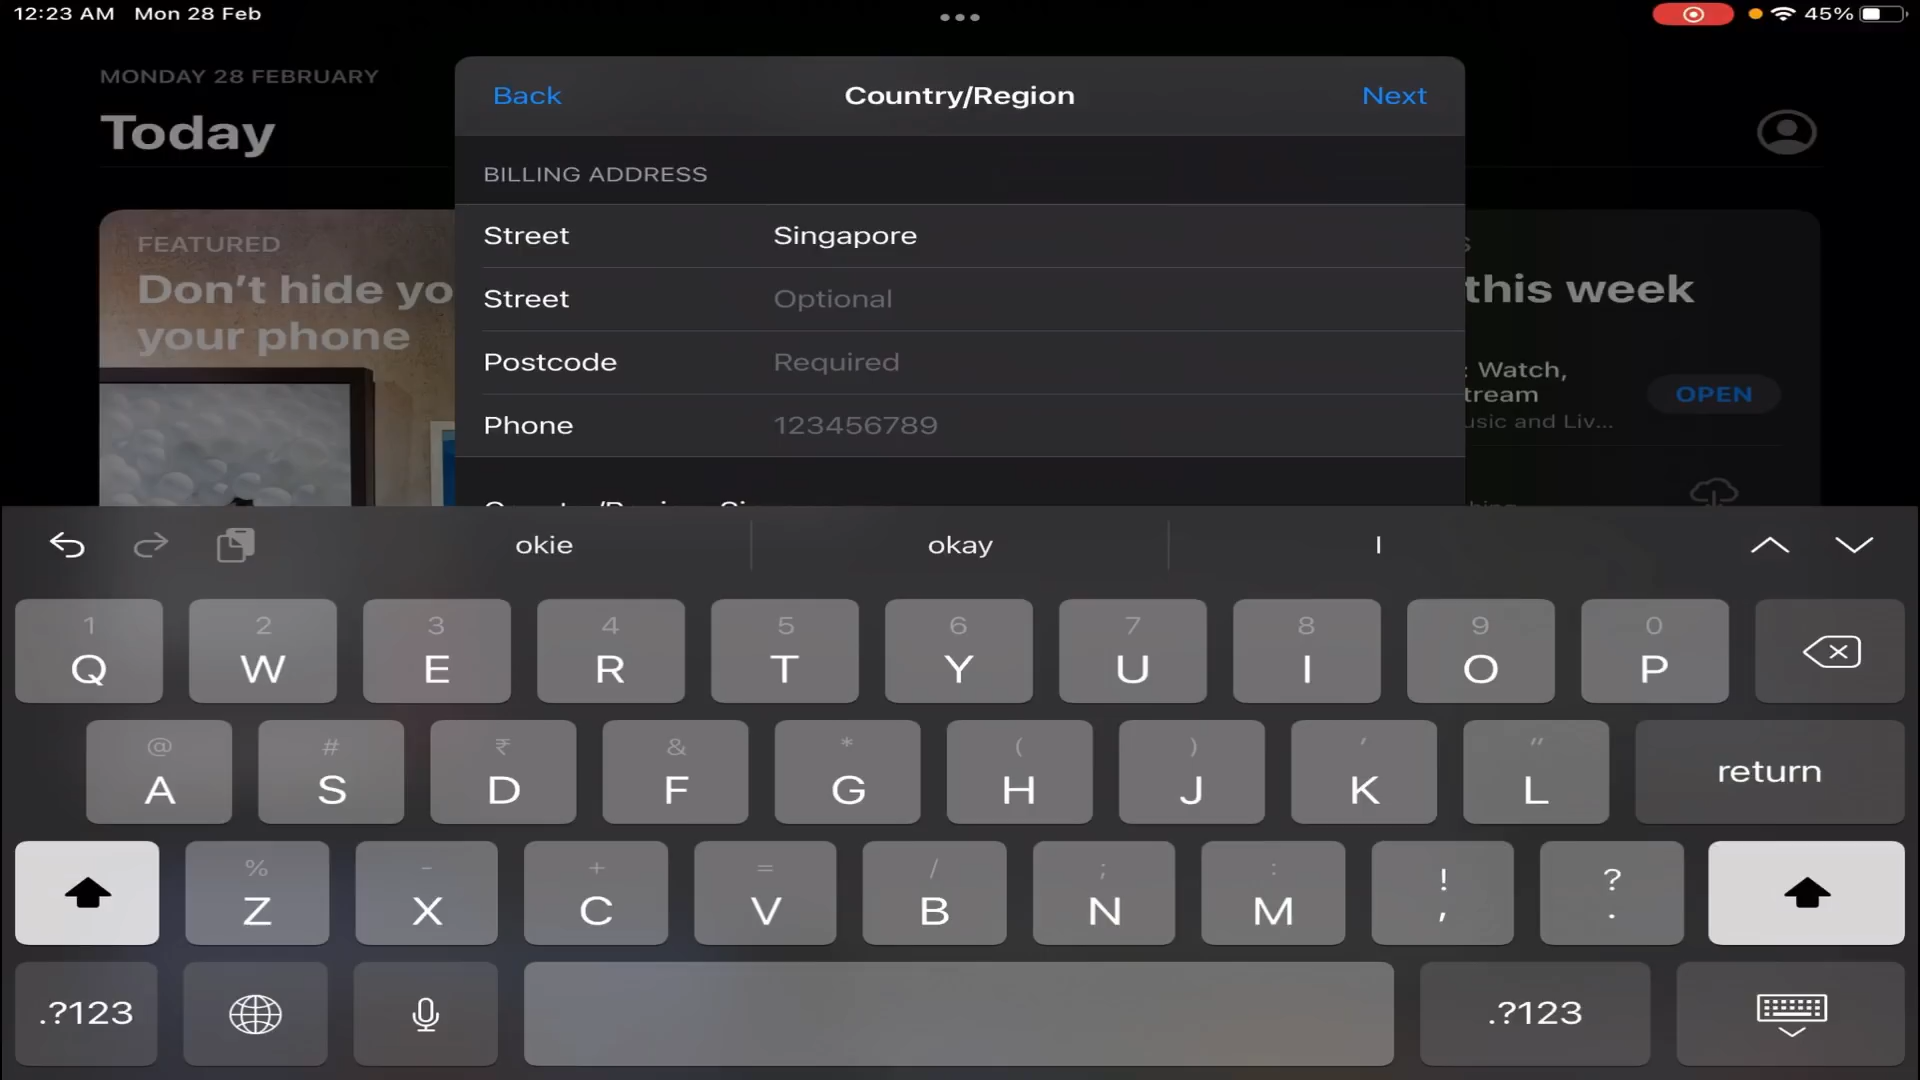 12:23 AM Mon 28 Feb
45%
MONDAY 28 FEBRUARY
Today
Back
Country/Region
Next
BILLING ADDRESS
Street Singapore
Street Optional
Postcode Required
Phone 123456789
FEATURED
Don't hide yo
your phone
this week
: Watch,
tream
usic and Liv...
OPEN
okie okay I
1 2 3 4 5 6 7 8 9 0
Q W E R T Y U I O P
@ # ₹ & * ( ) ' "
A S D F G H J K L return
% - + = / ; : ! ?
Z X C V B N M , .
.?123 .?123